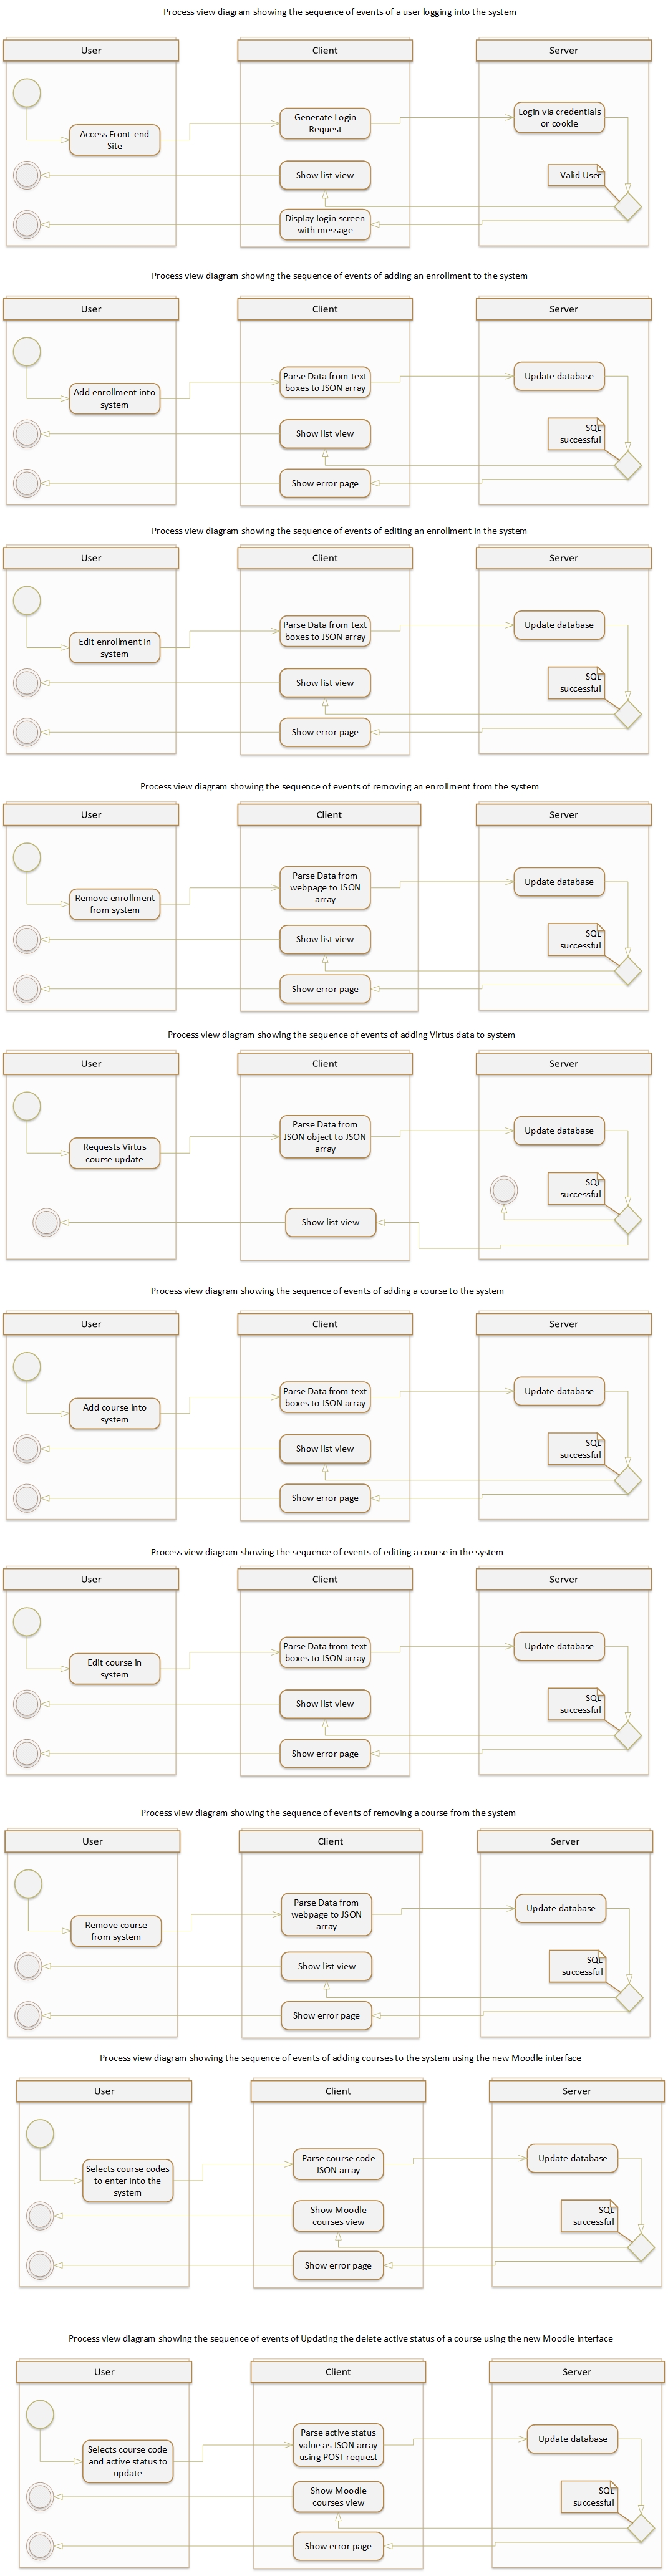 Process view diagram showing the sequence of events of a user logging into the system
User
Client
Server
Access Front-end
Site
Generate Login
Request
Login via credentials
or cookie
Show list view
Valid User
Display login screen
with message
Process view diagram showing the sequence of events of adding an enrollment to the system
User
Client
Server
Add enrollment into
system
Parse Data from text
boxes to JSON array
Update database
Show list view
SQL
successful
Show error page
Process view diagram showing the sequence of events of editing an enrollment in the system
User
Client
Server
Edit enrollment in
system
Parse Data from text
boxes to JSON array
Update database
Show list view
SQL
successful
Show error page
Process view diagram showing the sequence of events of removing an enrollment from the system
User
Client
Server
Remove enrollment
from system
Parse Data from
webpage to JSON
array
Update database
Show list view
SQL
successful
Show error page
Process view diagram showing the sequence of events of adding Virtus data to system
User
Client
Server
Requests Virtus
course update
Parse Data from
JSON object to JSON
array
Update database
SQL
successful
Show list view
Process view diagram showing the sequence of events of adding a course to the system
User
Client
Server
Add course into
system
Parse Data from text
boxes to JSON array
Update database
Show list view
SQL
successful
Show error page
Process view diagram showing the sequence of events of editing a course in the system
User
Client
Server
Edit course in
system
Parse Data from text
boxes to JSON array
Update database
Show list view
SQL
successful
Show error page
Process view diagram showing the sequence of events of removing a course from the system
User
Client
Server
Remove course
from system
Parse Data from
webpage to JSON
array
Update database
Show list view
SQL
successful
Show error page
Process view diagram showing the sequence of events of adding courses to the system using the new Moodle interface
User
Client
Server
Selects course codes
to enter into the
system
Parse course code
JSON array
Update database
Show Moodle
courses view
SQL
successful
Show error page
Process view diagram showing the sequence of events of Updating the delete active status of a course using the new Moodle interface
User
Client
Server
Selects course code
and active status to
update
Parse active status
value as JSON array
using POST request
Update database
Show Moodle
courses view
SQL
successful
Show error page